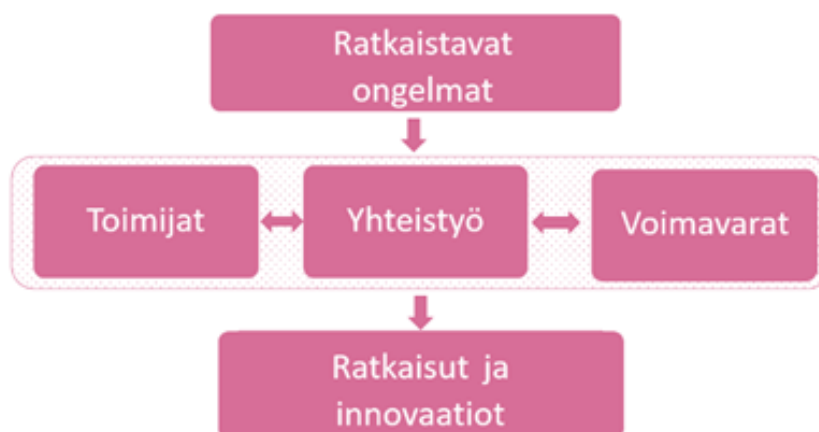 Ratkaistavat
ongelmat
Toimijat
Yhteistyö
Voimavarat
Ratkaisut ja
innovaatiot